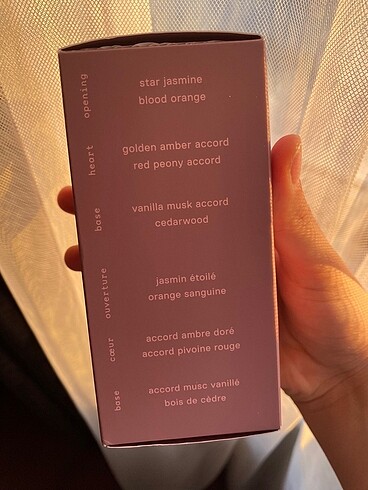 opening
star jasmine
blood orange
heart
golden amber accord
red peony accord
base
vanilla musk accord
cedarwood
ouverture
jasmin étoilé
orange sanguine
cœur
accord ambre doré
accord pivoine rouge
base
accord musc vanillé
bois de cèdre